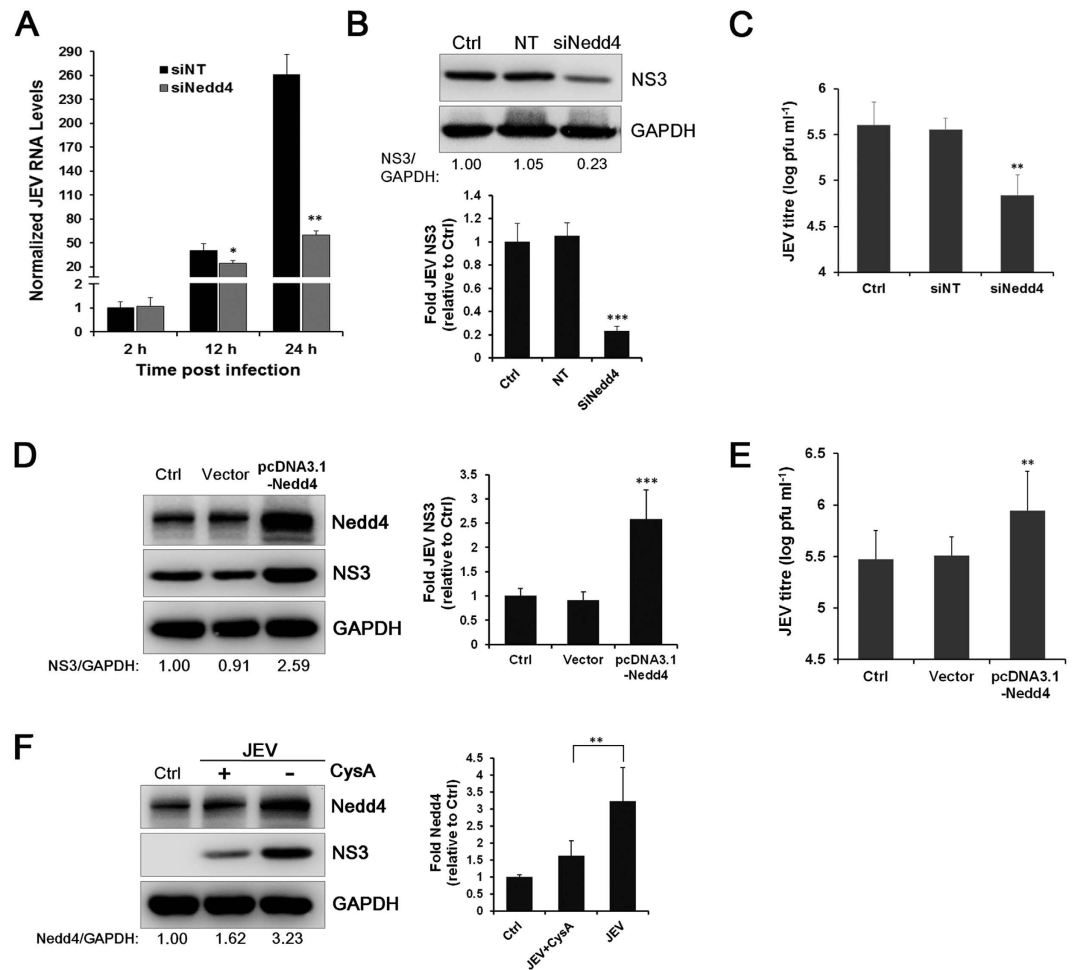 A
Normalized JEV RNA Levels
290
260
230
200
170
140
110
80
50
20
2
1
0
siNT
siNedd4
*
**
2 h
12 h
24 h
Time post infection
B
Ctrl NT siNedd4
NS3
GAPDH
NS3/
GAPDH: 1.00 1.05 0.23
Fold JEV NS3
(relative to Ctrl)
1.4
1.2
1
0.8
0.6
0.4
0.2
0
***
Ctrl
NT
SiNedd4
C
JEV titre (log pfu ml-1)
6
5.5
5
4.5
4
**
Ctrl
siNT
siNedd4
D
Ctrl Vector pcDNA3.1
-Nedd4
Nedd4
NS3
GAPDH
NS3/GAPDH: 1.00 0.91 2.59
Fold JEV NS3
(relative to Ctrl)
3.5
3
2.5
2
1.5
1
0.5
0
***
Ctrl
Vector
pcDNA3.1
-Nedd4
E
JEV titre (log pfu ml-1)
6.5
6
5.5
5
4.5
**
Ctrl
Vector
pcDNA3.1
-Nedd4
F
JEV
Ctrl + - CysA
Nedd4
NS3
GAPDH
Nedd4/GAPDH: 1.00 1.62 3.23
Fold Nedd4
(relative to Ctrl)
4.5
4
3.5
3
2.5
2
1.5
1
0.5
0
**
Ctrl
JEV+CysA
JEV